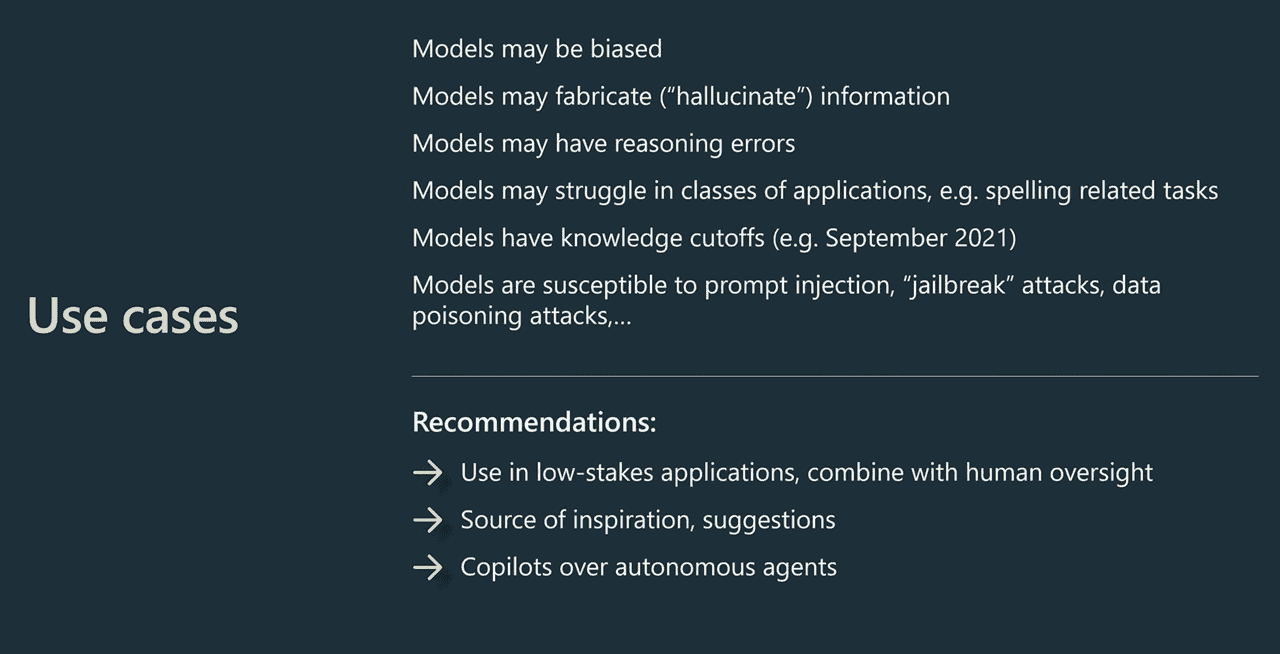 Use cases
Models may be biased
Models may fabricate (“hallucinate”) information
Models may have reasoning errors
Models may struggle in classes of applications, e.g. spelling related tasks
Models have knowledge cutoffs (e.g. September 2021)
Models are susceptible to prompt injection, “jailbreak” attacks, data
poisoning attacks,...
Recommendations:
→ Use in low-stakes applications, combine with human oversight
→ Source of inspiration, suggestions
→ Copilots over autonomous agents